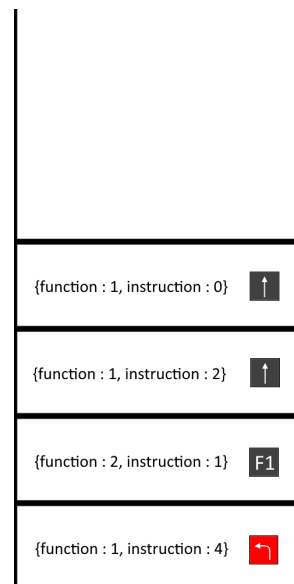 {function : 1, instruction : 0}
{function : 1, instruction : 2}
{function : 2, instruction : 1} F1
{function : 1, instruction : 4}